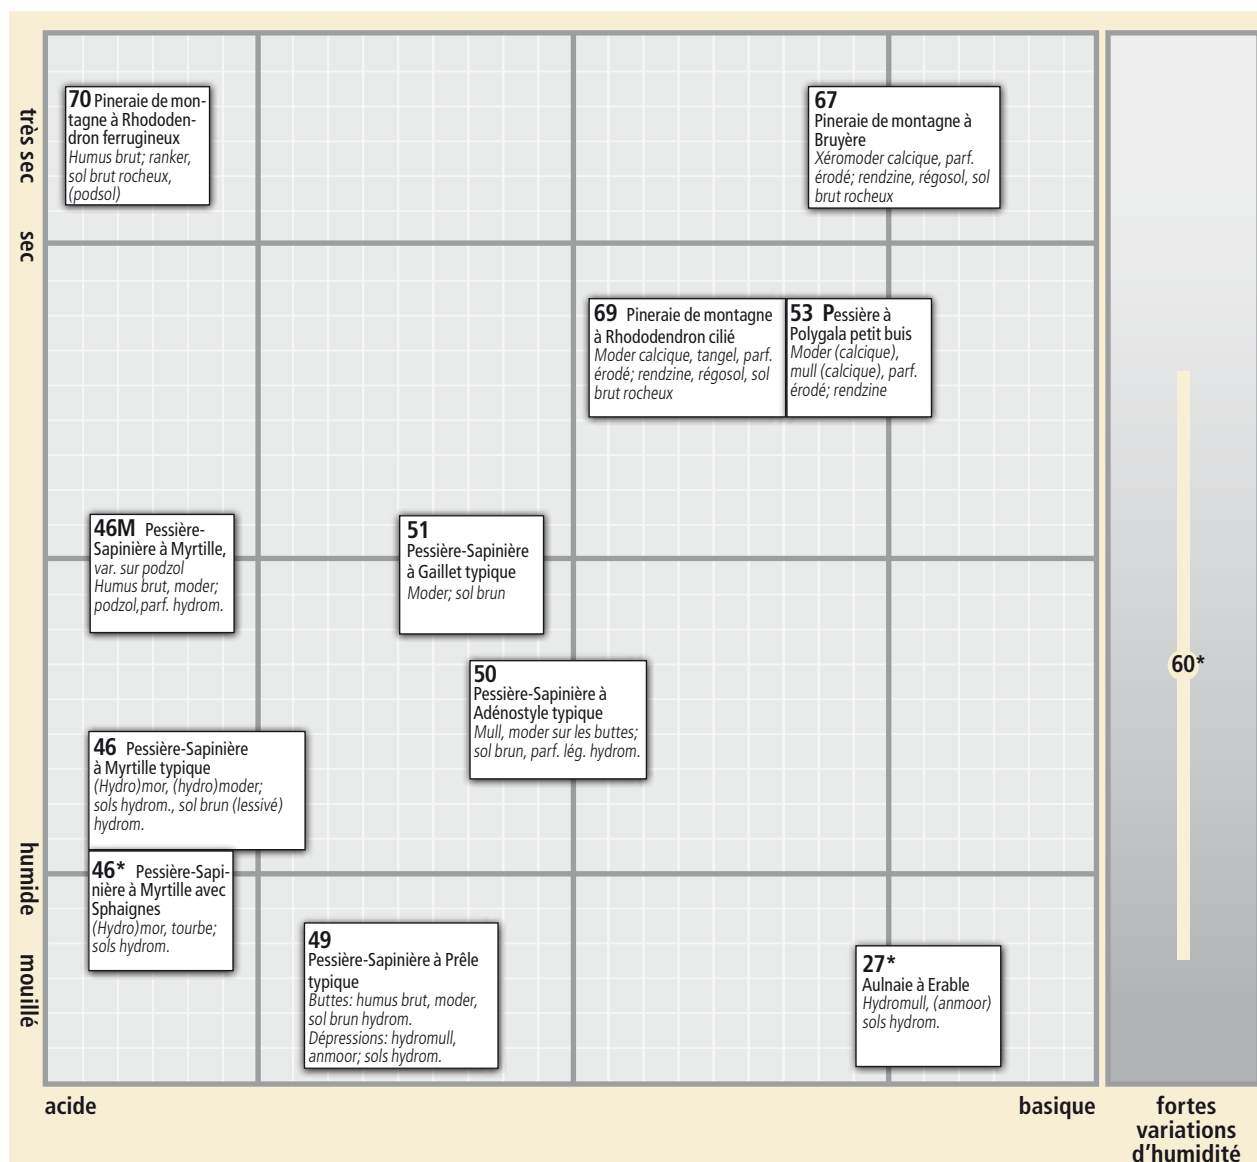 très sec
sec
humide
mouillé
70 Pineraie de mon-
tagne à Rhododen-
dron ferrugineux
Humus brut; ranker,
sol brut rocheux,
(podsol)
67
Pineraie de montagne à
Bruyère
Xéromoder calcique, parf.
érodé; rendzine, régosol, sol
brut rocheux
69 Pineraie de montagne
à Rhododendron cilié
Moder calcique, tangel, parf.
érodé; rendzine, régosol, sol
brut rocheux
53 Pessière à
Polygala petit buis
Moder (calcique),
mull (calcique), parf.
érodé; rendzine
46M Pessière-
Sapinière à Myrtille,
var. sur podzol
Humus brut, moder;
podzol,parf. hydrom.
51
Pessière-Sapinière
à Gaillet typique
Moder; sol brun
50
Pessière-Sapinière à
Adénostyle typique
Mull, moder sur les buttes;
sol brun, parf. lég. hydrom.
60*
46 Pessière-Sapinière
à Myrtille typique
(Hydro)mor, (hydro)moder;
sols hydrom., sol brun (lessivé)
hydrom.
46* Pessière-Sapi-
nière à Myrtille avec
Sphaignes
(Hydro)mor, tourbe;
sols hydrom.
49
Pessière-Sapinière à Prêle
typique
Buttes: humus brut, moder,
sol brun hydrom.
Dépressions: hydromull,
anmoor; sols hydrom.
27*
Aulnaie à Erable
Hydromull, (anmoor)
sols hydrom.
acide
basique
fortes
variations
d'humidité